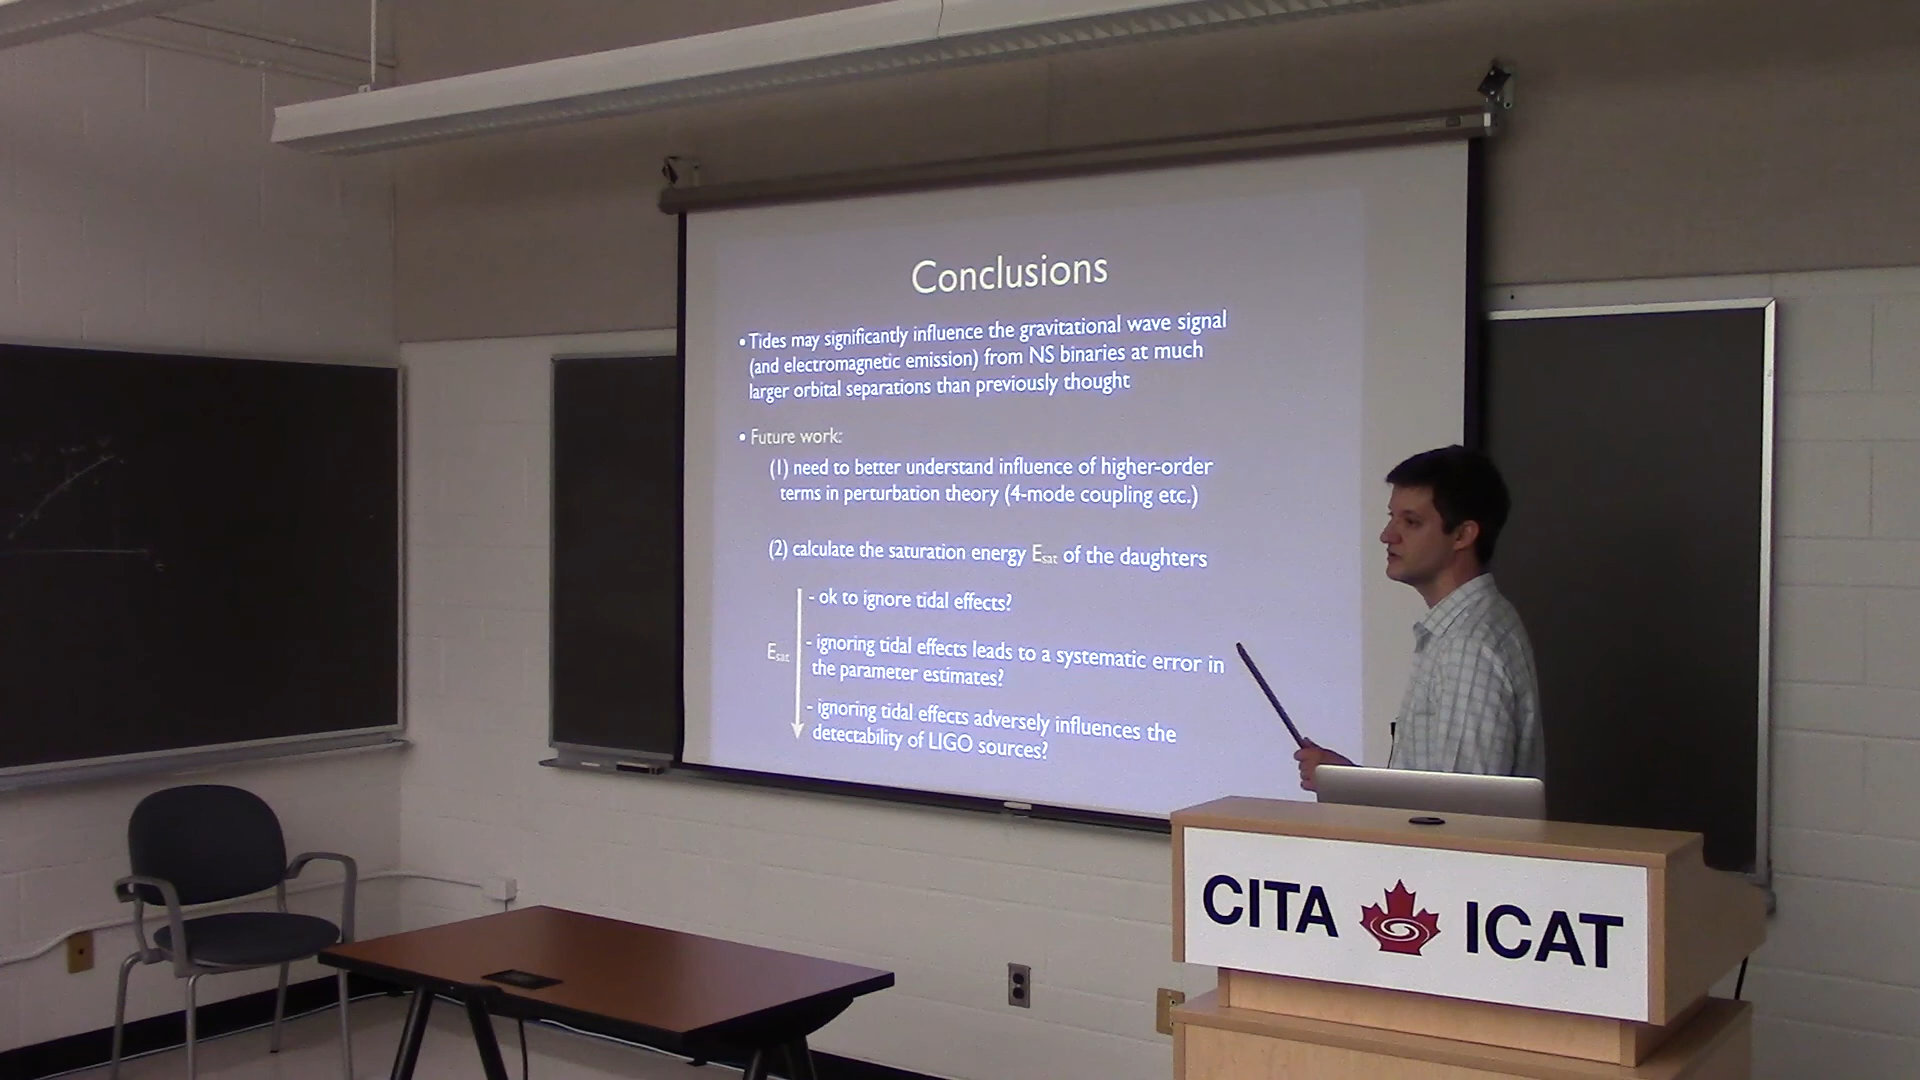 Conclusions
• Tides may significantly influence the gravitational wave signal
(and electromagnetic emission) from NS binaries at much
larger orbital separations than previously thought
• Future work:
(1) need to better understand influence of higher-order
terms in perturbation theory (4-mode coupling etc.)
(2) calculate the saturation energy Esat of the daughters
- ok to ignore tidal effects?
Esat
- ignoring tidal effects leads to a systematic error in
the parameter estimates?
- ignoring tidal effects adversely influences the
detectability of LIGO sources?
CITA ICAT